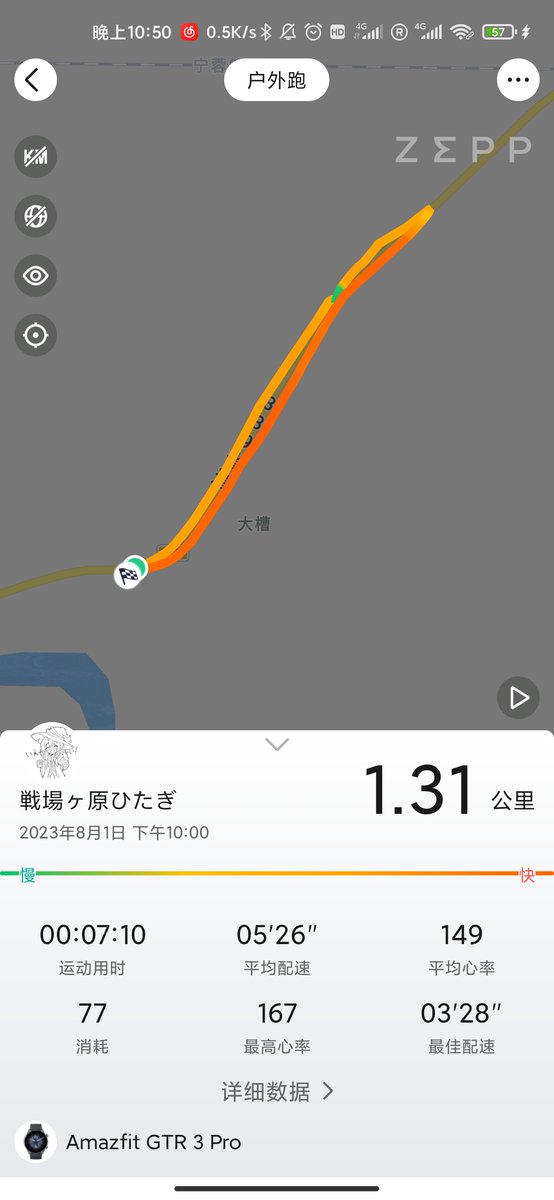 晚上10:50
0.5K/s
HD
4G
R
4G
57
户外跑
KM
ZEPP
大槽
戦場ヶ原ひたぎ
1.31 公里
2023年8月1日 下午10:00
慢 快
00:07:10 05'26" 149
运动用时 平均配速 平均心率
77 167 03'28"
消耗 最高心率 最佳配速
详细数据
Amazfit GTR 3 Pro